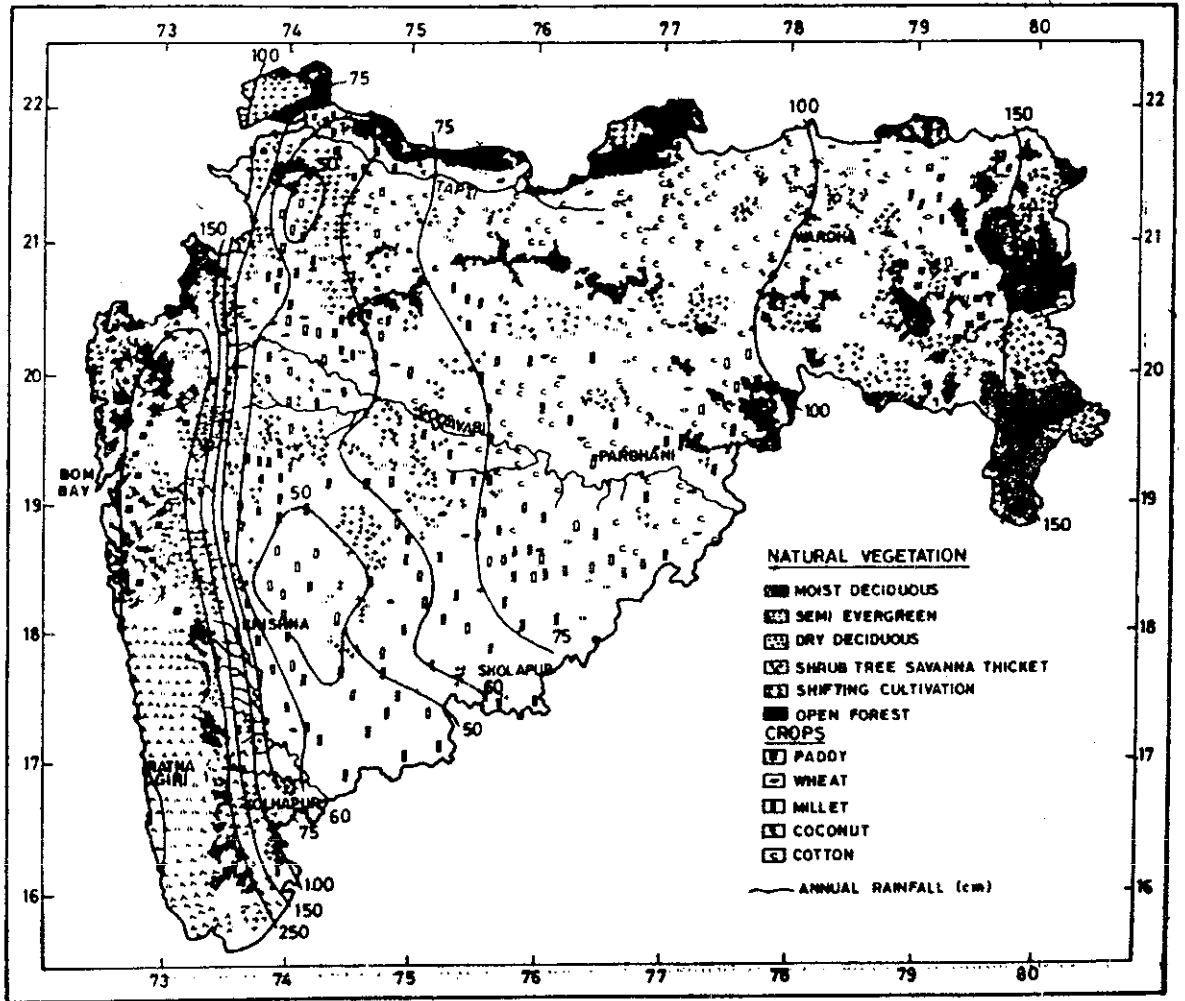 73 74 75 76 77 78 79 80
100
75
22
100
150
22
75
50
TAPTI
150
21
WARDHA
21
20
GODAVARI
100
20
PARBHANI
BOM
BAY
19
50
19
150
NATURAL VEGETATION
MOIST DECIDUOUS
SEMI EVERGREEN
DRY DECIDUOUS
SHRUB TREE SAVANNA THICKET
SHIFTING CULTIVATION
OPEN FOREST
CROPS
PADDY
WHEAT
MILLET
COCONUT
C COTTON
ANNUAL RAINFALL (cm)
18
KRISHNA
75
18
SHOLAPUR
60
50
17
RATNA
GIRI
17
KOLHAPUR
60
75
16
100
16
150
250
73 74 75 76 77 78 79 80